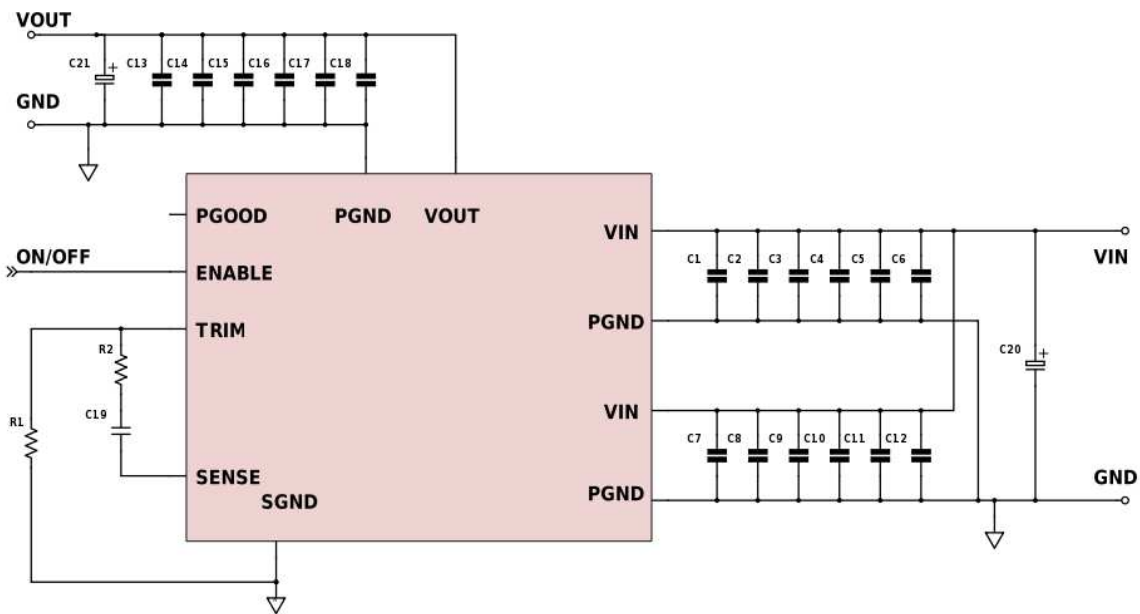 VOUT
C21
+
C13
C14
C15
C16
C17
C18
GND
PGOOD
PGND
VOUT
ON/OFF
ENABLE
TRIM
R2
R1
C19
SENSE
SGND
VIN
C1
C2
C3
C4
C5
C6
VIN
PGND
C20
+
VIN
C7
C8
C9
C10
C11
C12
PGND
GND